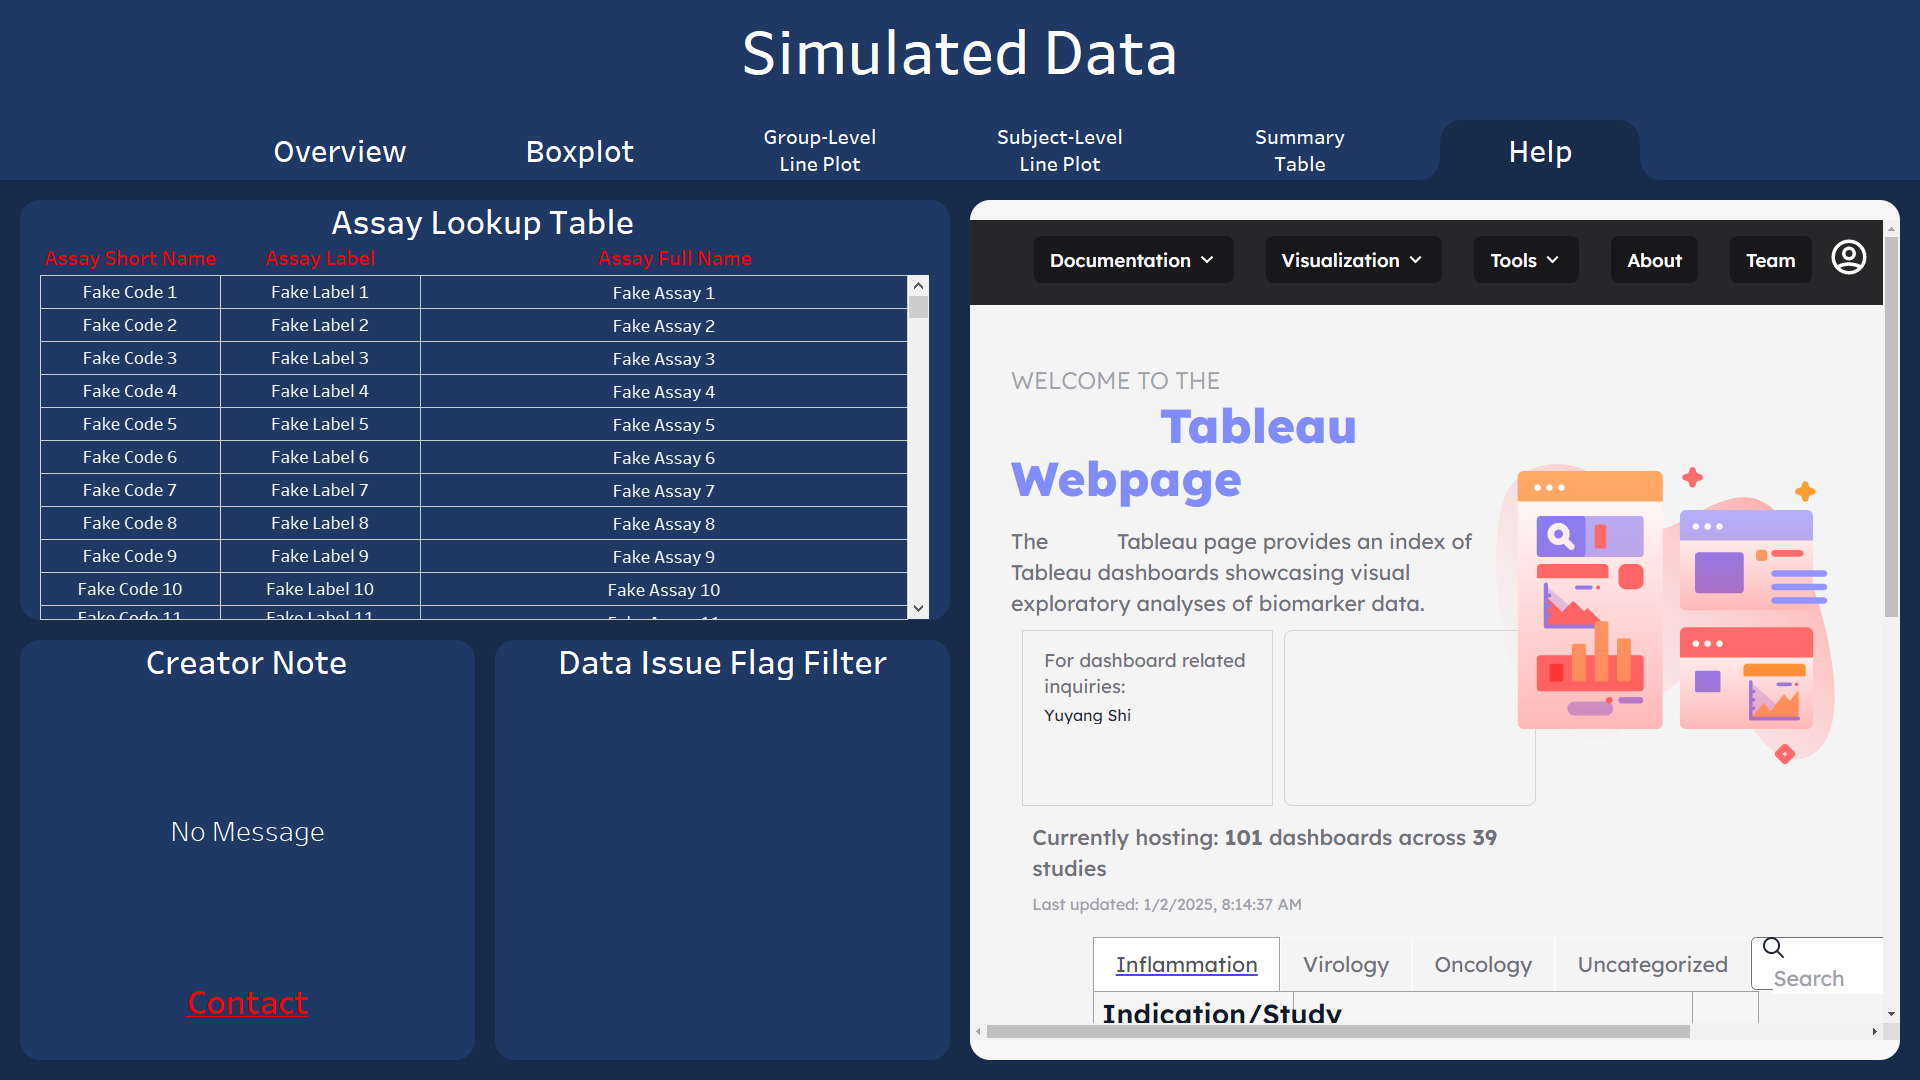 Simulated Data
Overview
Boxplot
Group-Level
Line Plot
Subject-Level
Line Plot
Summary
Table
Help
Assay Lookup Table
Assay Short Name Assay Label Assay Full Name
Fake Code 1 Fake Label 1 Fake Assay 1
Fake Code 2 Fake Label 2 Fake Assay 2
Fake Code 3 Fake Label 3 Fake Assay 3
Fake Code 4 Fake Label 4 Fake Assay 4
Fake Code 5 Fake Label 5 Fake Assay 5
Fake Code 6 Fake Label 6 Fake Assay 6
Fake Code 7 Fake Label 7 Fake Assay 7
Fake Code 8 Fake Label 8 Fake Assay 8
Fake Code 9 Fake Label 9 Fake Assay 9
Fake Code 10 Fake Label 10 Fake Assay 10
Fake Code 11 Fake Label 11
Creator Note
No Message
Contact
Data Issue Flag Filter
Documentation Visualization Tools About Team
WELCOME TO THE
Tableau
Webpage
The Tableau page provides an index of
Tableau dashboards showcasing visual
exploratory analyses of biomarker data.
For dashboard related
inquiries:
Yuyang Shi
Currently hosting: 101 dashboards across 39
studies
Last updated: 1/2/2025, 8:14:37 AM
Inflammation Virology Oncology Uncategorized
Search
Indication/Study